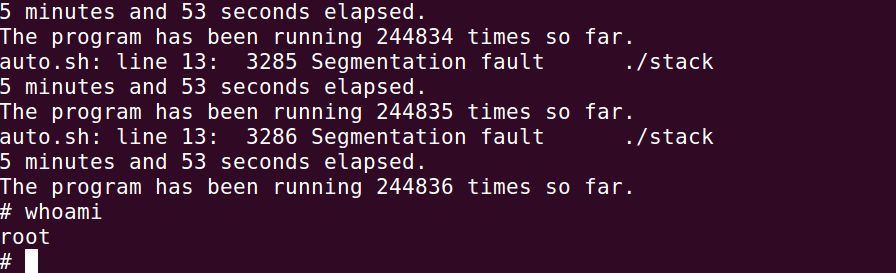 5 minutes and 53 seconds elapsed.
The program has been running 244834 times so far.
auto.sh: line 13:  3285 Segmentation fault      ./stack
5 minutes and 53 seconds elapsed.
The program has been running 244835 times so far.
auto.sh: line 13:  3286 Segmentation fault      ./stack
5 minutes and 53 seconds elapsed.
The program has been running 244836 times so far.
# whoami
root
#